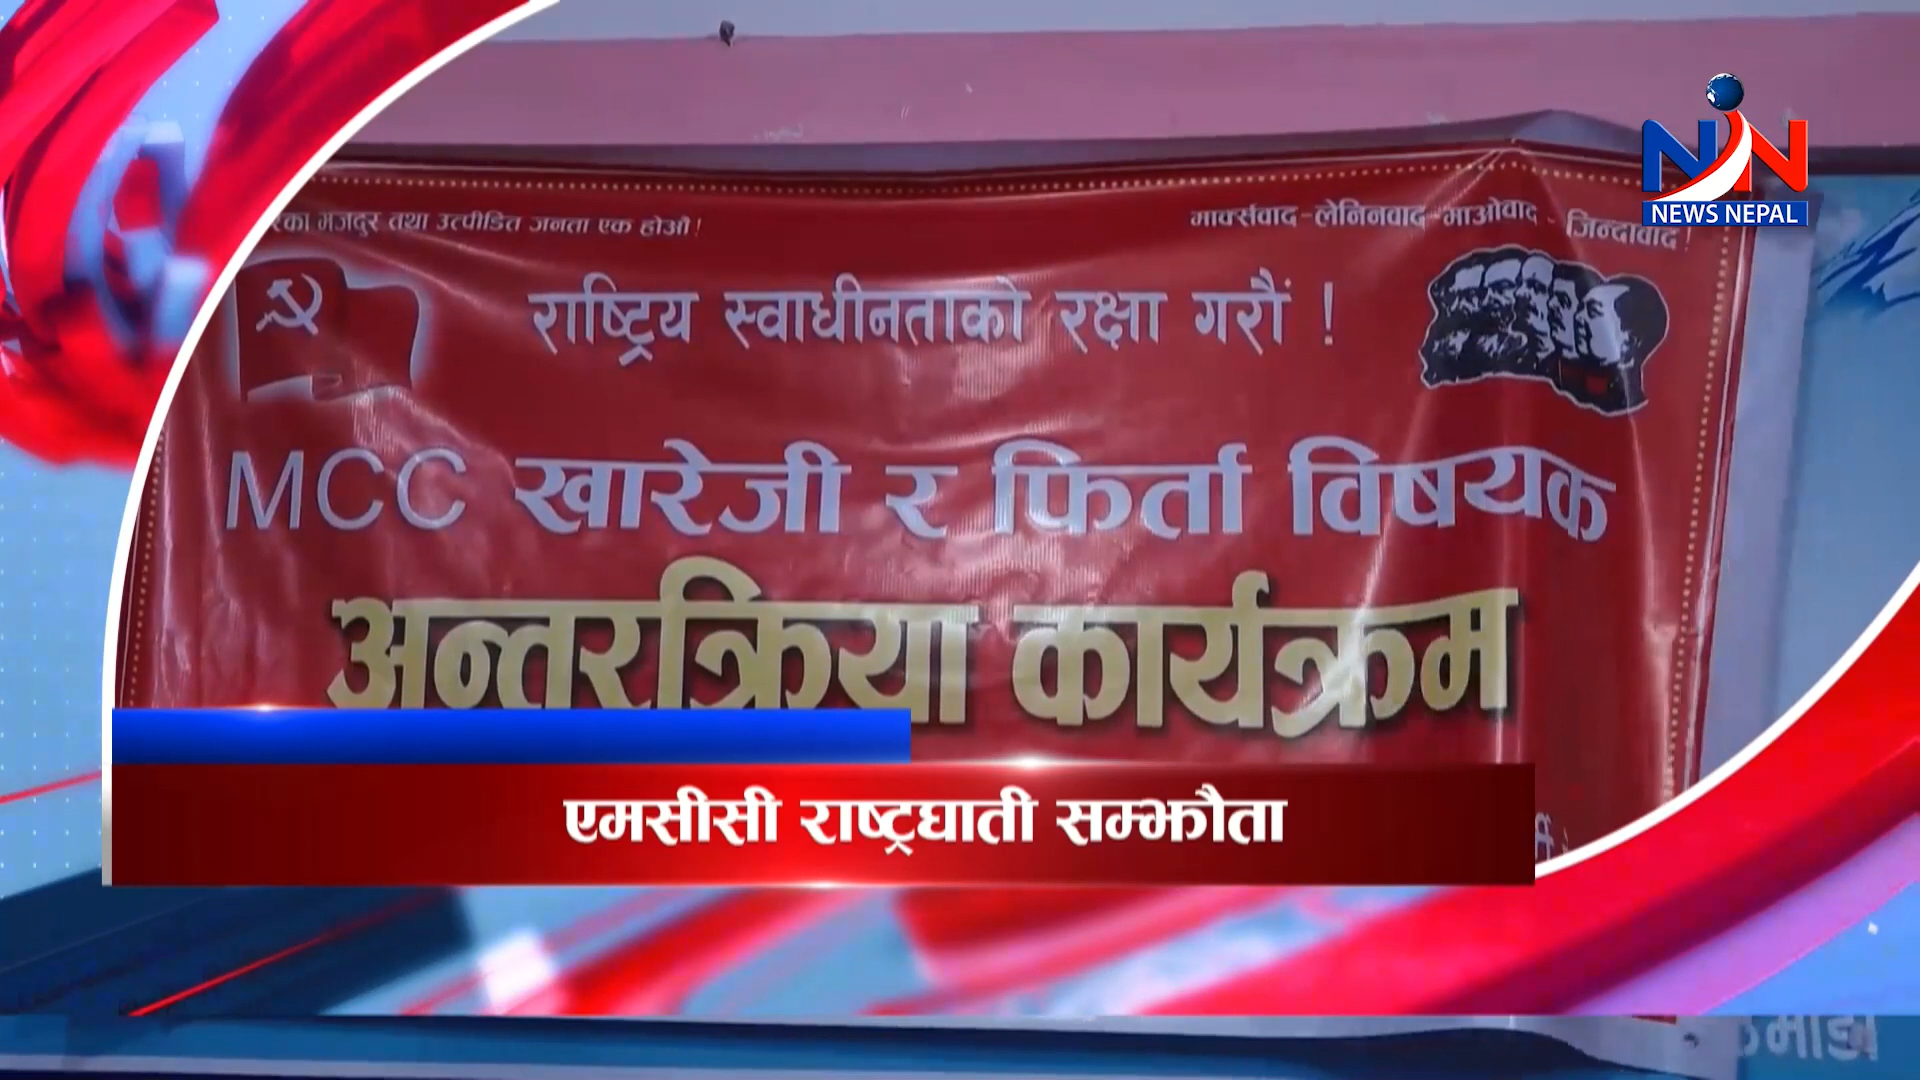 मजदुर तथा उत्पीडित जनता एक होऔं!
मार्क्सवाद-लेनिनवाद-माओवाद - जिन्दावाद!
NEWS NEPAL
राष्ट्रिय स्वाधीनताको रक्षा गरौं !
MCC खारेजी र फिर्ता विषयक
अन्तरक्रिया कार्यक्रम
एमसीसी राष्ट्रघाती सम्झौता